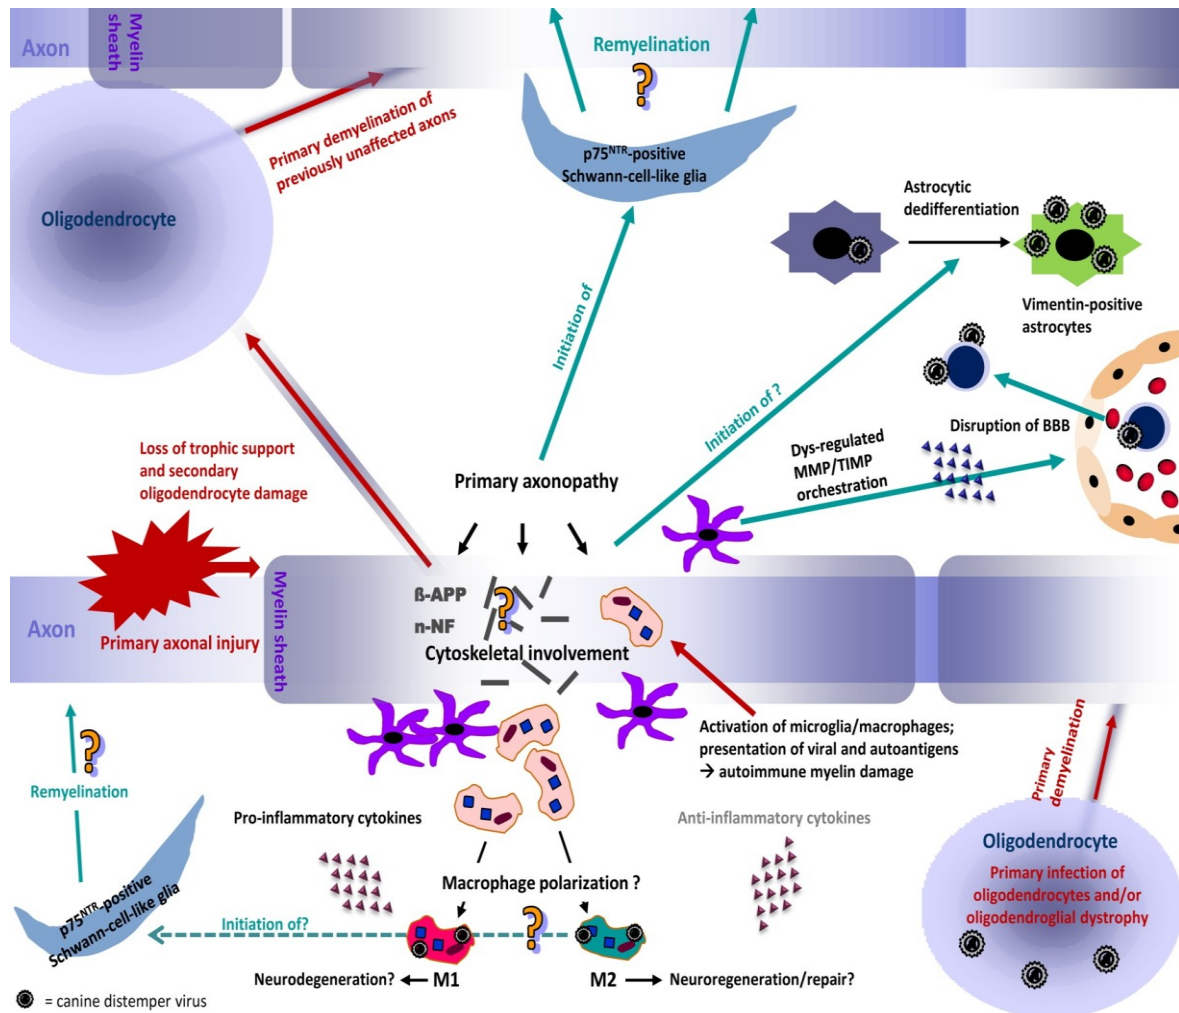 Axon
Myelin
sheath
Remyelination
?
Primary demyelination of
previously unaffected axons
p75NTR-positive
Schwann-cell-like glia
Oligodendrocyte
Astrocytic
dedifferentiation
Vimentin-positive
astrocytes
Initiation of
Initiation of ?
Disruption of BBB
Dys-regulated
MMP/TIMP
orchestration
Loss of trophic support
and secondary
oligodendrocyte damage
Primary axonopathy
Axon
Primary axonal injury
Myelin sheath
ß-APP
n-NF
?
Cytoskeletal involvement
Activation of microglia/macrophages;
presentation of viral and autoantigens
→ autoimmune myelin damage
Primary
demyelination
?
Remyelination
Pro-inflammatory cytokines
Anti-inflammatory cytokines
Oligodendrocyte
Primary infection of
oligodendrocytes and/or
oligodendroglial dystrophy
p75NTR-positive
Schwann-cell-like glia
Macrophage polarization ?
Initiation of?
?
Neurodegeneration?
M1
M2
Neuroregeneration/repair?
= canine distemper virus